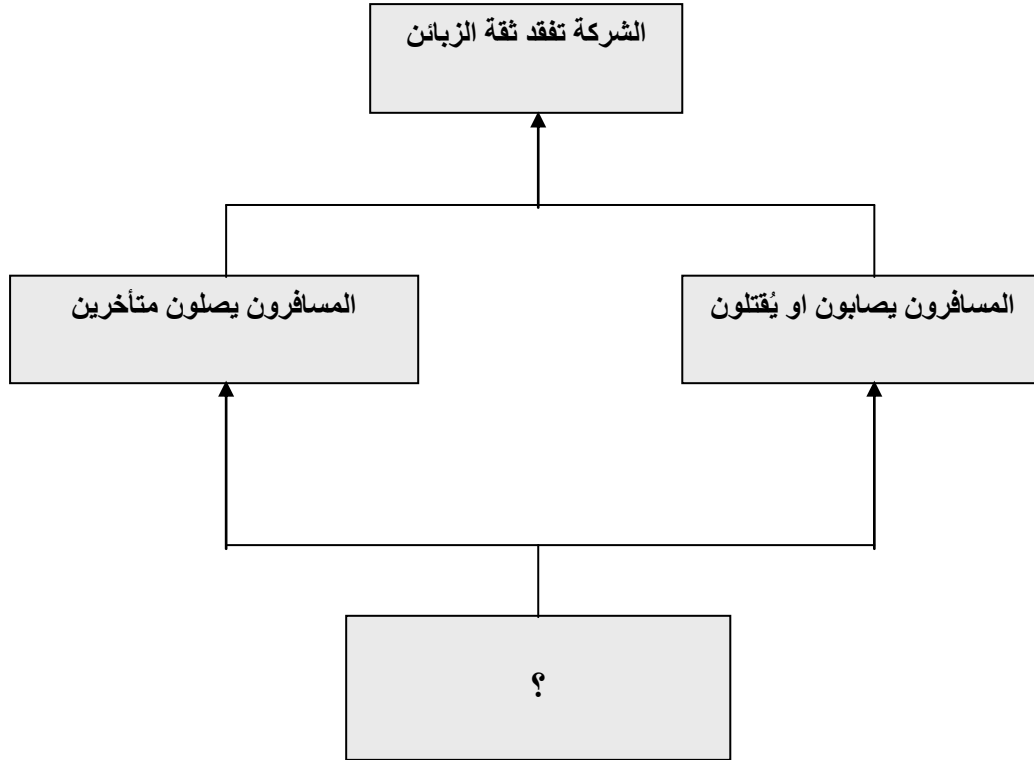 الشركة تفقد ثقة الزبائن
المسافرون يصابون او يُقتلون
المسافرون يصلون متأخرين
؟